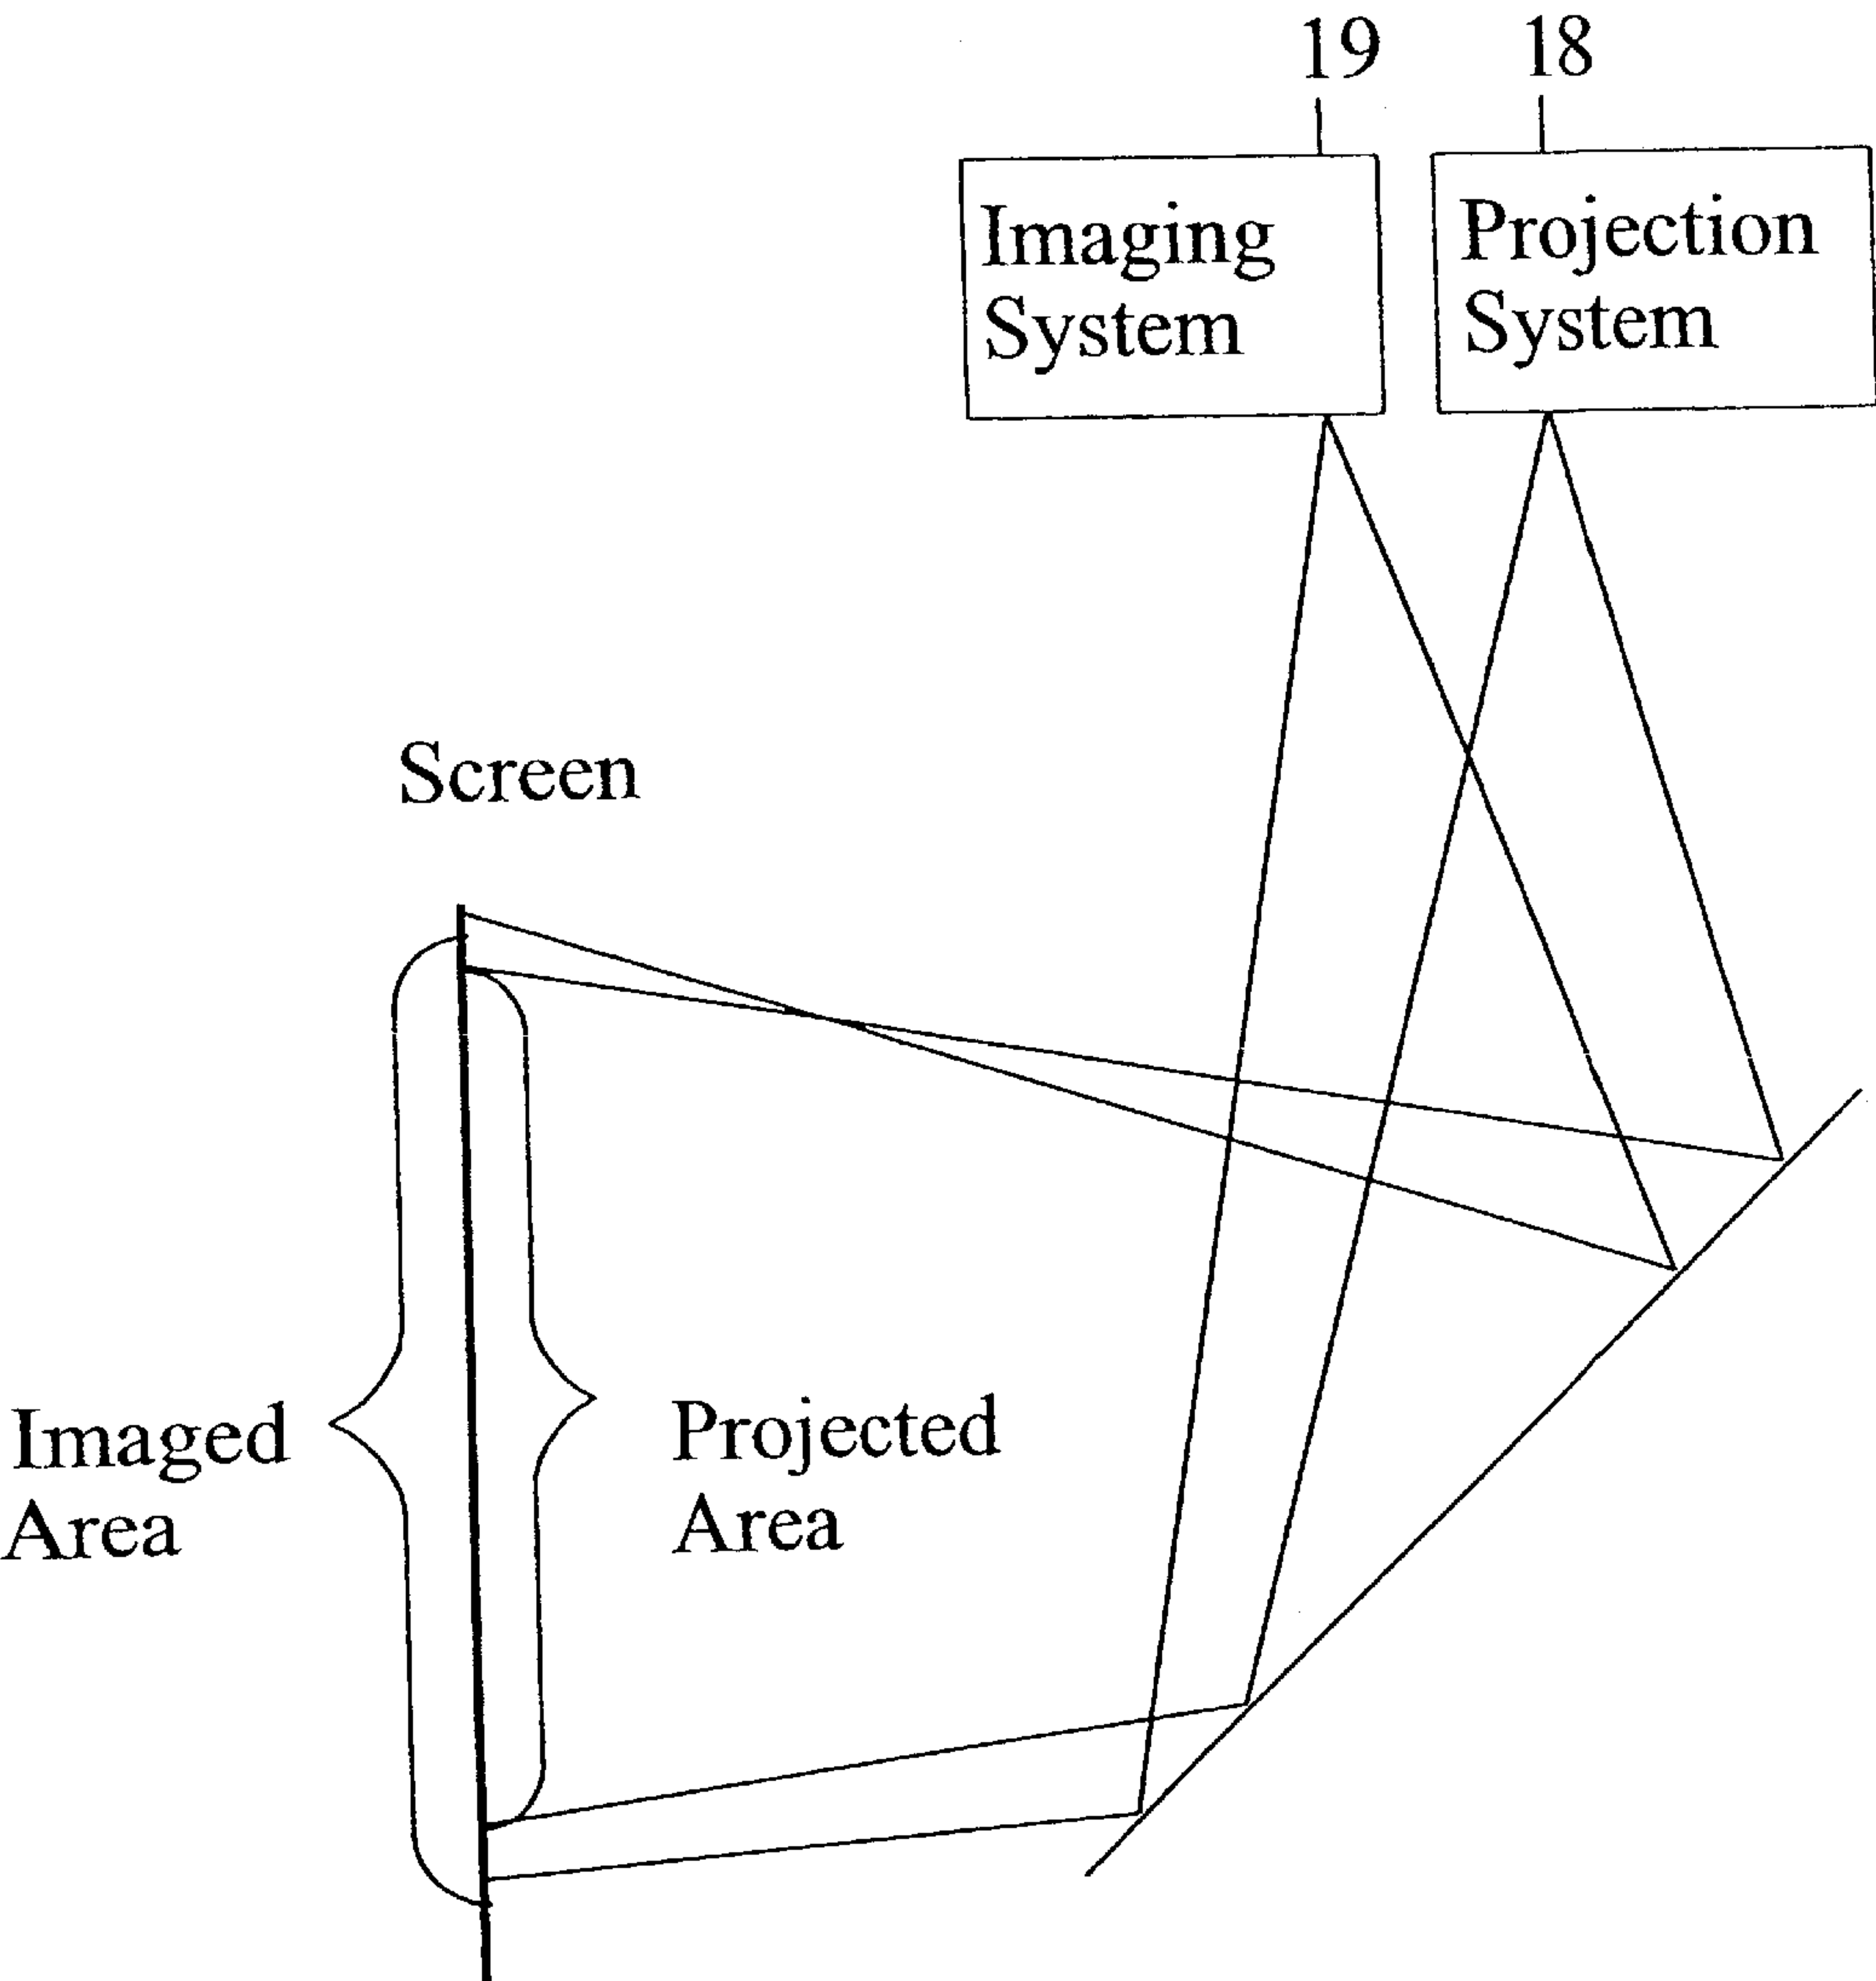 19
18
Imaging
System
Projection
System
Screen
Imaged
Area
Projected
Area